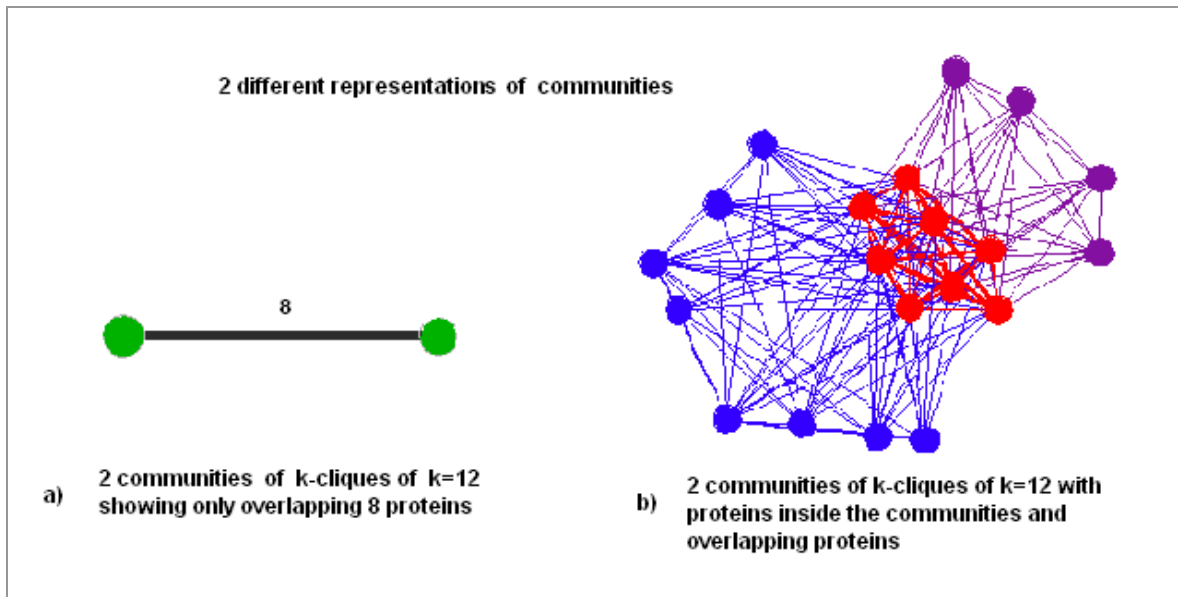 2 different representations of communities
8
a) 2 communities of k-cliques of k=12
showing only overlapping 8 proteins
b) 2 communities of k-cliques of k=12 with
proteins inside the communities and
overlapping proteins